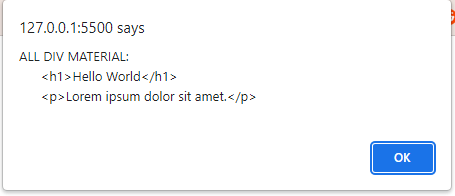 127.0.0.1:5500 says
ALL DIV MATERIAL:
<h1>Hello World</h1>
<p>Lorem ipsum dolor sit amet.</p>
OK